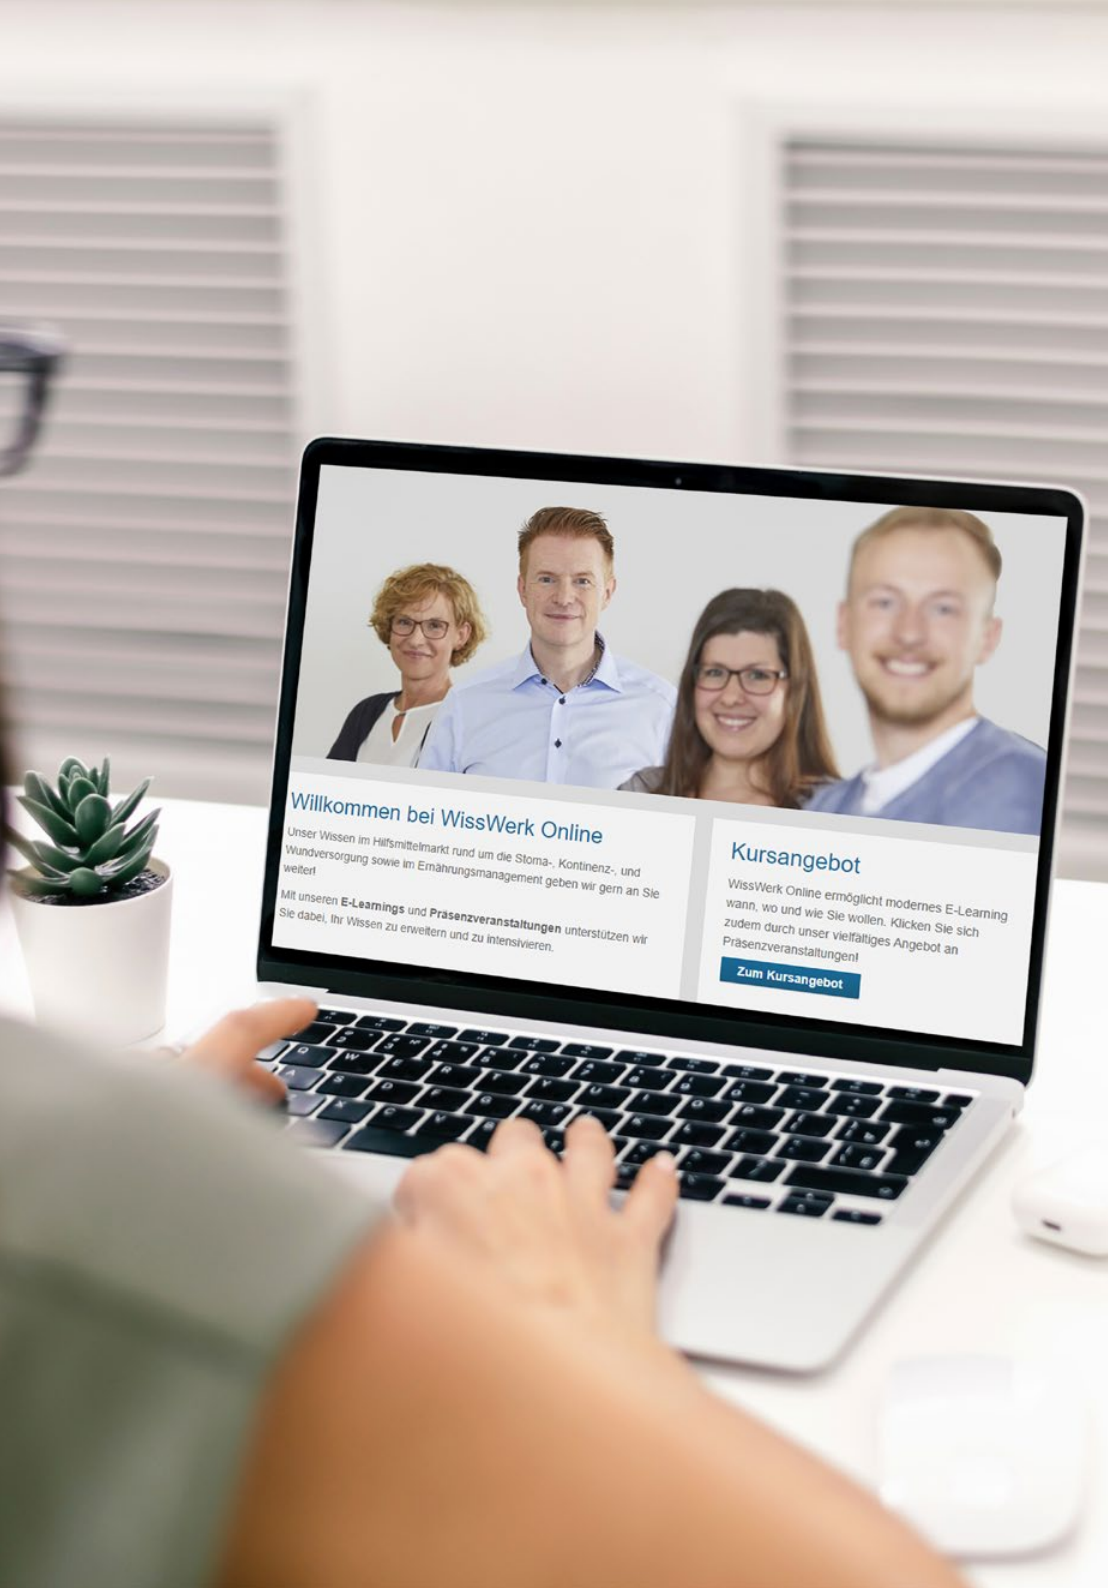 Willkommen bei WissWerk Online
Unser Wissen im Hilfsmittelmarkt rund um die Stoma-, Kontinenz-, und
Wundversorgung sowie im Ernährungsmanagement geben wir gern an Sie
weiter!
Mit unseren E-Learnings und Präsenzveranstaltungen unterstützen wir
Sie dabei, Ihr Wissen zu erweitern und zu intensivieren.
Kursangebot
WissWerk Online ermöglicht modernes E-Learning
wann, wo und wie Sie wollen. Klicken Sie sich
zudem durch unser vielfältiges Angebot an
Präsenzveranstaltungen!
Zum Kursangebot